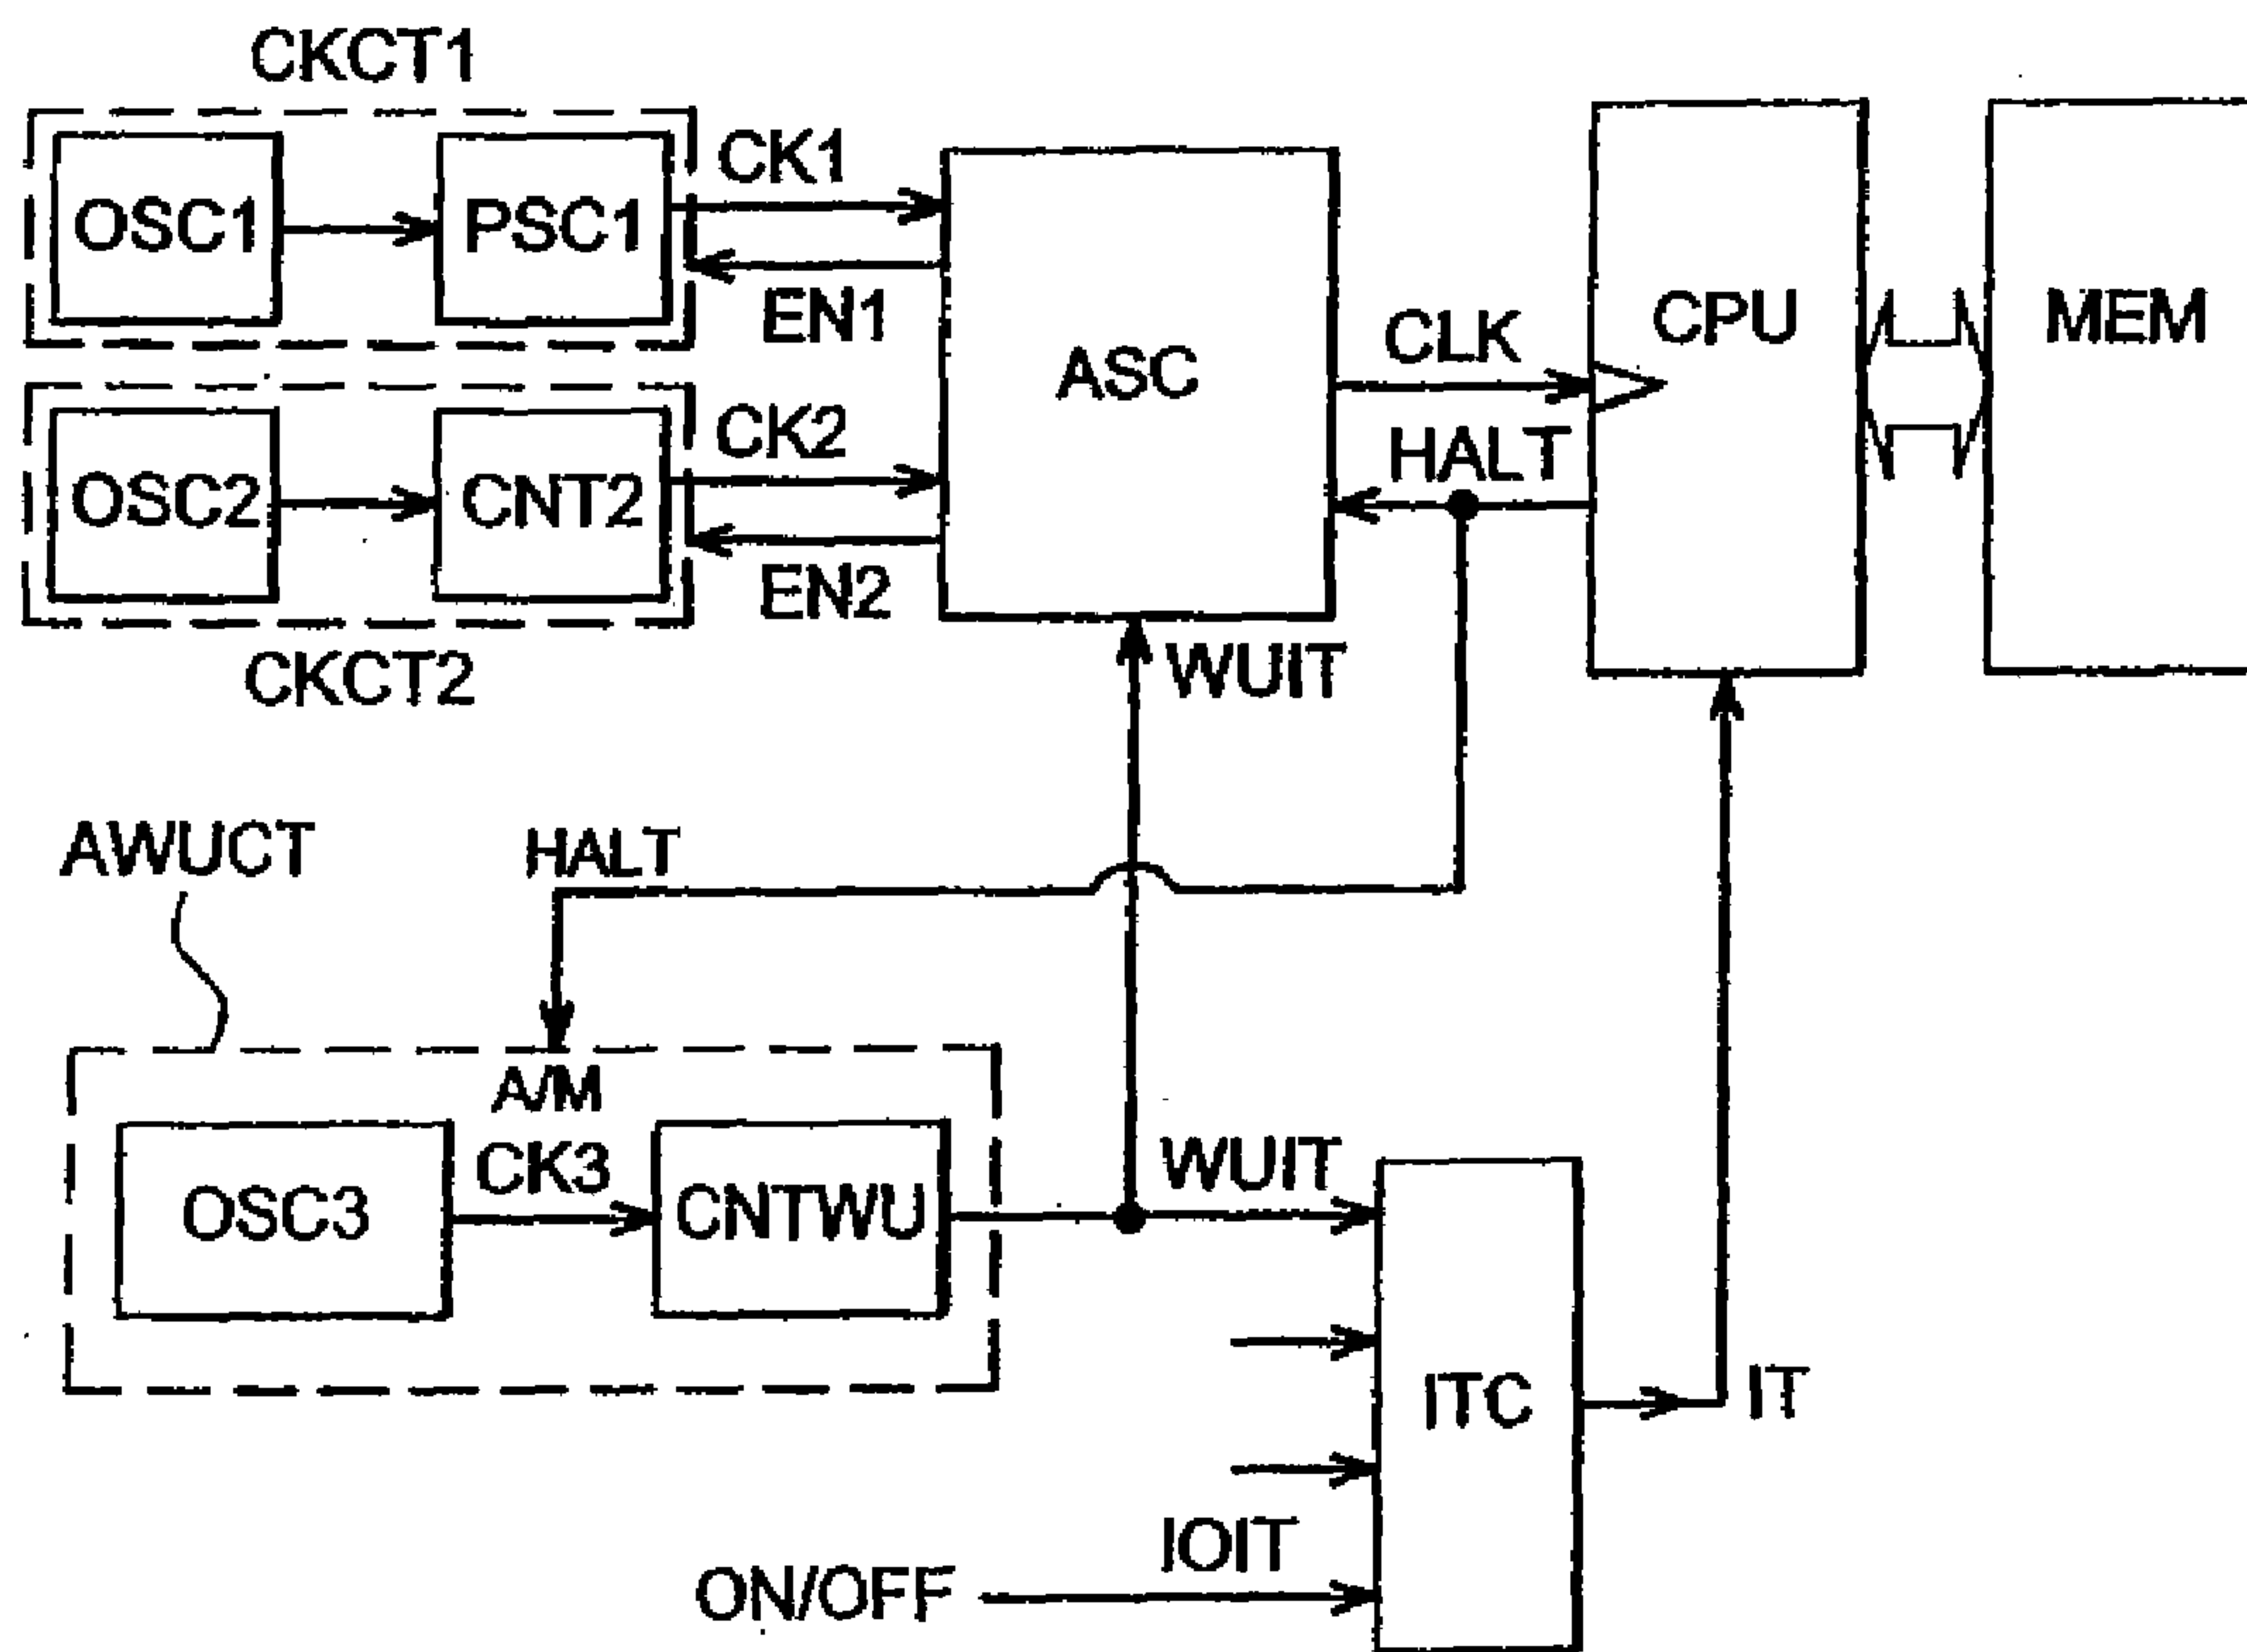 CKCT1
OSC1
PSC1
CK1
EN1
ASC
CLK
CPU
MEM
HALT
OSC2
CNT2
CK2
EN2
CKCT2
WUIT
AWUCT
HALT
A/M
OSC3
CK3
CNTWU
WUIT
ITC
IT
IOIT
ON/OFF